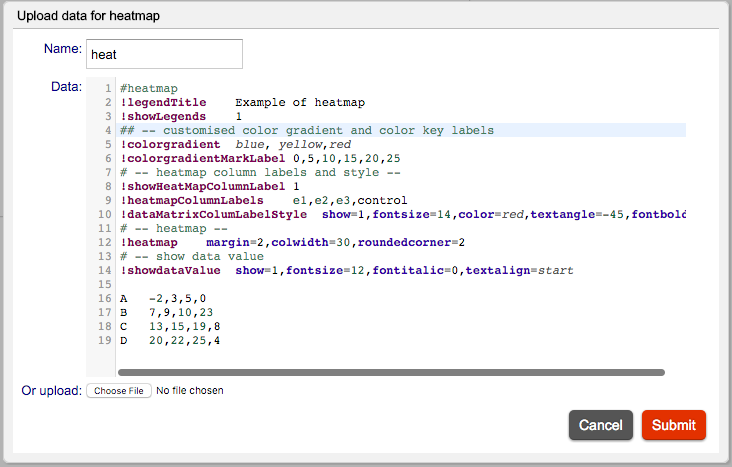 Upload data for heatmap
Name: heat
Data:
1 #heatmap
2 !legendTitle Example of heatmap
3 !showLegends 1
4 ## -- customised color gradient and color key labels
5 !colorgradient blue, yellow,red
6 !colorgradientMarkLabel 0,5,10,15,20,25
7 # -- heatmap column labels and style --
8 !showHeatMapColumnLabel 1
9 !heatmapColumnLabels e1,e2,e3,control
10 !dataMatrixColumLabelStyle show=1,fontsize=14,color=red,textangle=-45,fontbold
11 # -- heatmap --
12 !heatmap margin=2,colwidth=30,roundedcorner=2
13 # -- show data value
14 !showdataValue show=1,fontsize=12,fontitalic=0,textalign=start
15
16 A -2,3,5,0
17 B 7,9,10,23
18 C 13,15,19,8
19 D 20,22,25,4
Or upload: Choose File No file chosen
Cancel Submit